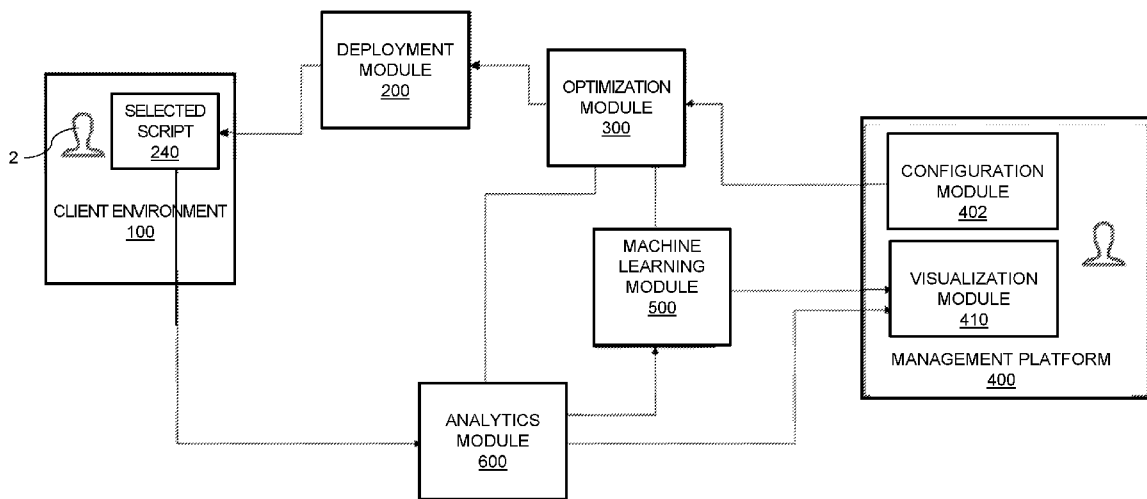 DEPLOYMENT
MODULE
200
OPTIMIZATION
MODULE
300
SELECTED
SCRIPT
240
2
CLIENT ENVIRONMENT
100
CONFIGURATION
MODULE
402
MACHINE
LEARNING
MODULE
500
VISUALIZATION
MODULE
410
MANAGEMENT PLATFORM
400
ANALYTICS
MODULE
600